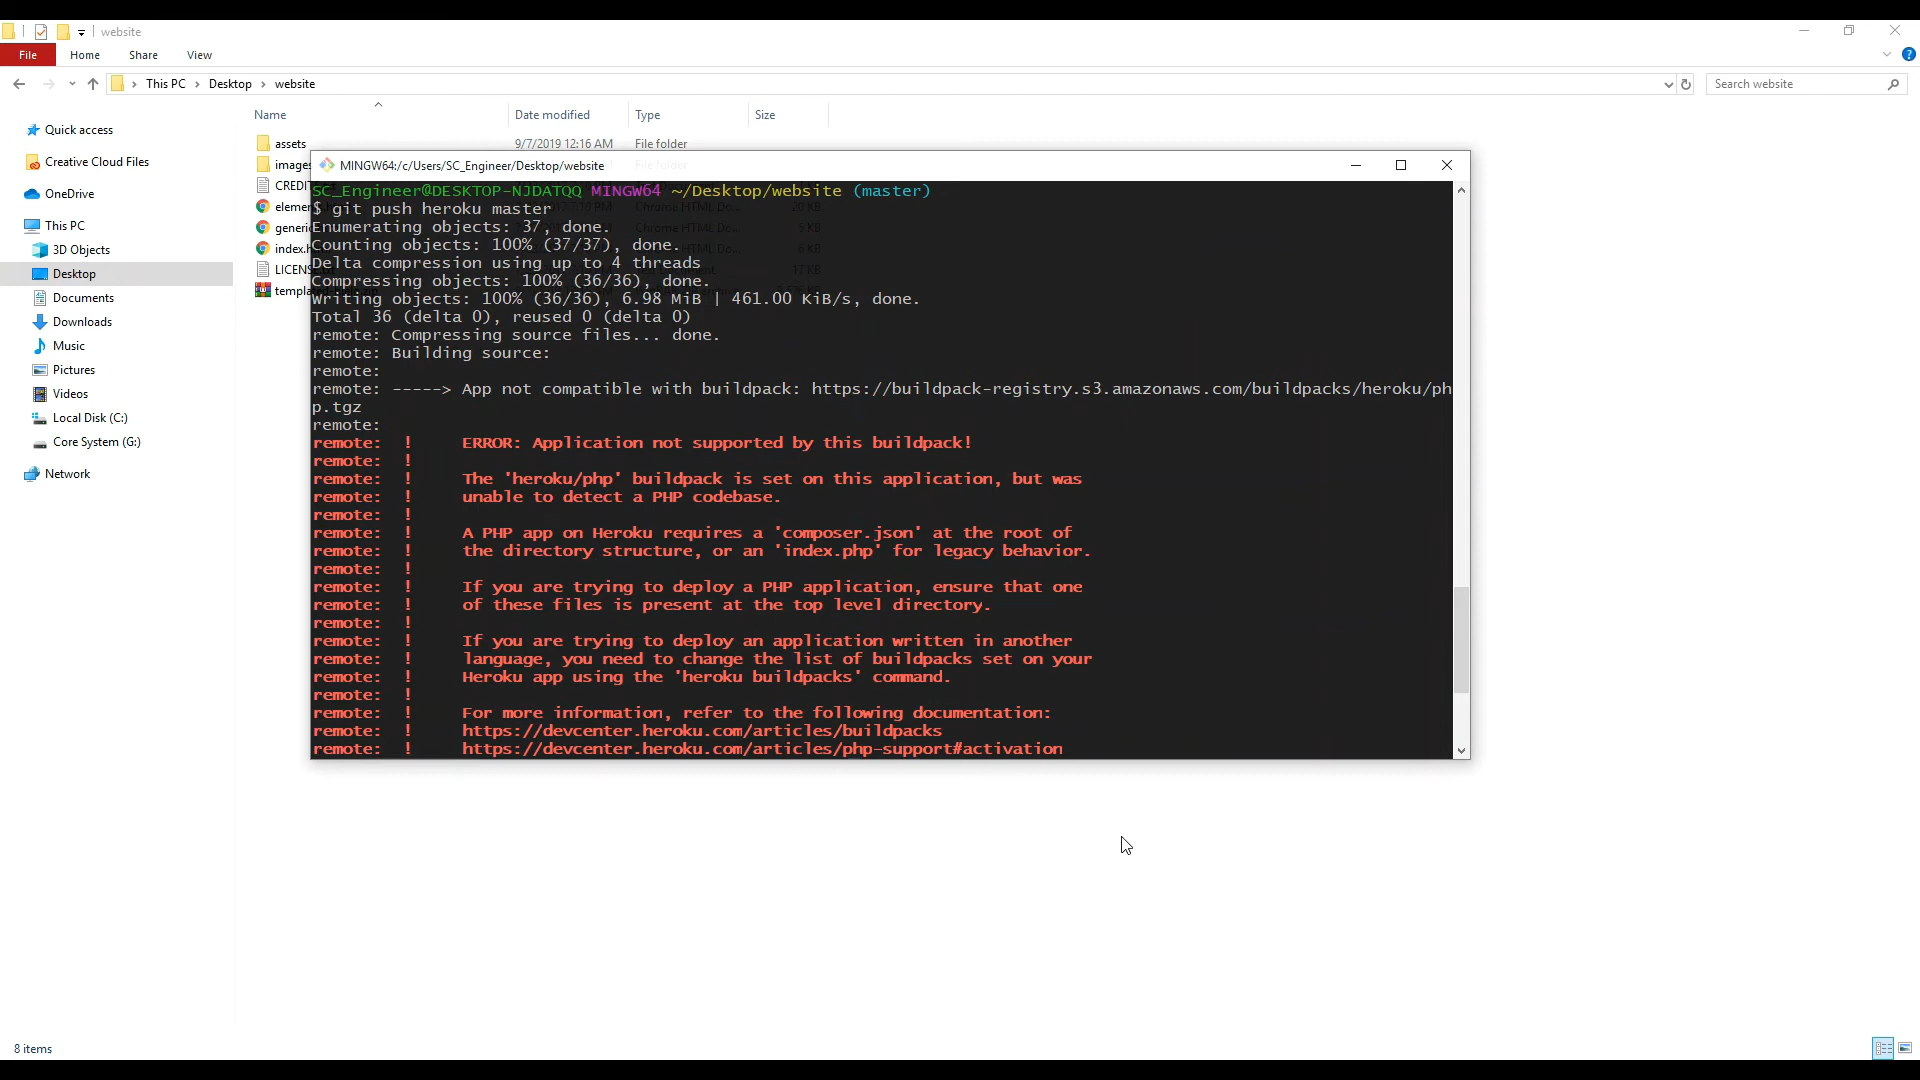 website
File Home Share View
This PC > Desktop > website
Search website
Name Date modified Type Size
Quick access
Creative Cloud Files
OneDrive
This PC
3D Objects
Desktop
Documents
Downloads
Music
Pictures
Videos
Local Disk (C:)
Core System (G:)
Network
assets 9/7/2019 12:16 AM File folder
images File folder
MINGW64:/c/Users/SC_Engineer/Desktop/website
SC_Engineer@DESKTOP-NJDATQQ MINGW64 ~/Desktop/website (master)
$ git push heroku master
Enumerating objects: 37, done.
Counting objects: 100% (37/37), done.
Delta compression using up to 4 threads
Compressing objects: 100% (36/36), done.
Writing objects: 100% (36/36), 6.98 MiB | 461.00 KiB/s, done.
Total 36 (delta 0), reused 0 (delta 0)
remote: Compressing source files... done.
remote: Building source:
remote:
remote: -----> App not compatible with buildpack: https://buildpack-registry.s3.amazonaws.com/buildpacks/heroku/ph
p.tgz
remote:
remote: ! ERROR: Application not supported by this buildpack!
remote: !
remote: ! The 'heroku/php' buildpack is set on this application, but was
remote: ! unable to detect a PHP codebase.
remote: !
remote: ! A PHP app on Heroku requires a 'composer.json' at the root of
remote: ! the directory structure, or an 'index.php' for legacy behavior.
remote: !
remote: ! If you are trying to deploy a PHP application, ensure that one
remote: ! of these files is present at the top level directory.
remote: !
remote: ! If you are trying to deploy an application written in another
remote: ! language, you need to change the list of buildpacks set on your
remote: ! Heroku app using the 'heroku buildpacks' command.
remote: !
remote: ! For more information, refer to the following documentation:
remote: ! https://devcenter.heroku.com/articles/buildpacks
remote: ! https://devcenter.heroku.com/articles/php-support#activation
8 items